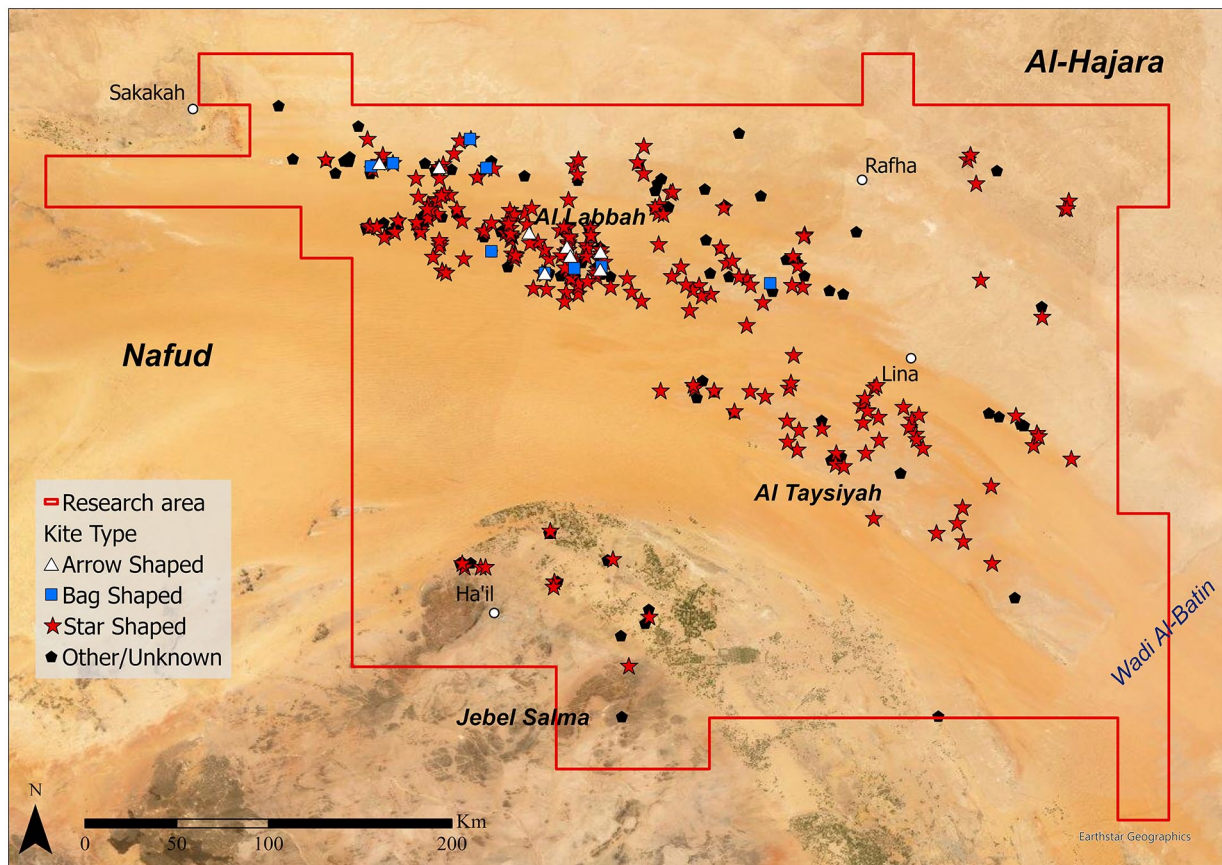 Al-Hajara
Sakakah
Rafha
Al Labbah
Nafud
Lina
Research area
Kite Type
Arrow Shaped
Bag Shaped
Star Shaped
Other/Unknown
Al Taysiyah
Ha'il
Wadi Al-Batin
Jebel Salma
N
Km
0 100 200
Earthstar Geographics